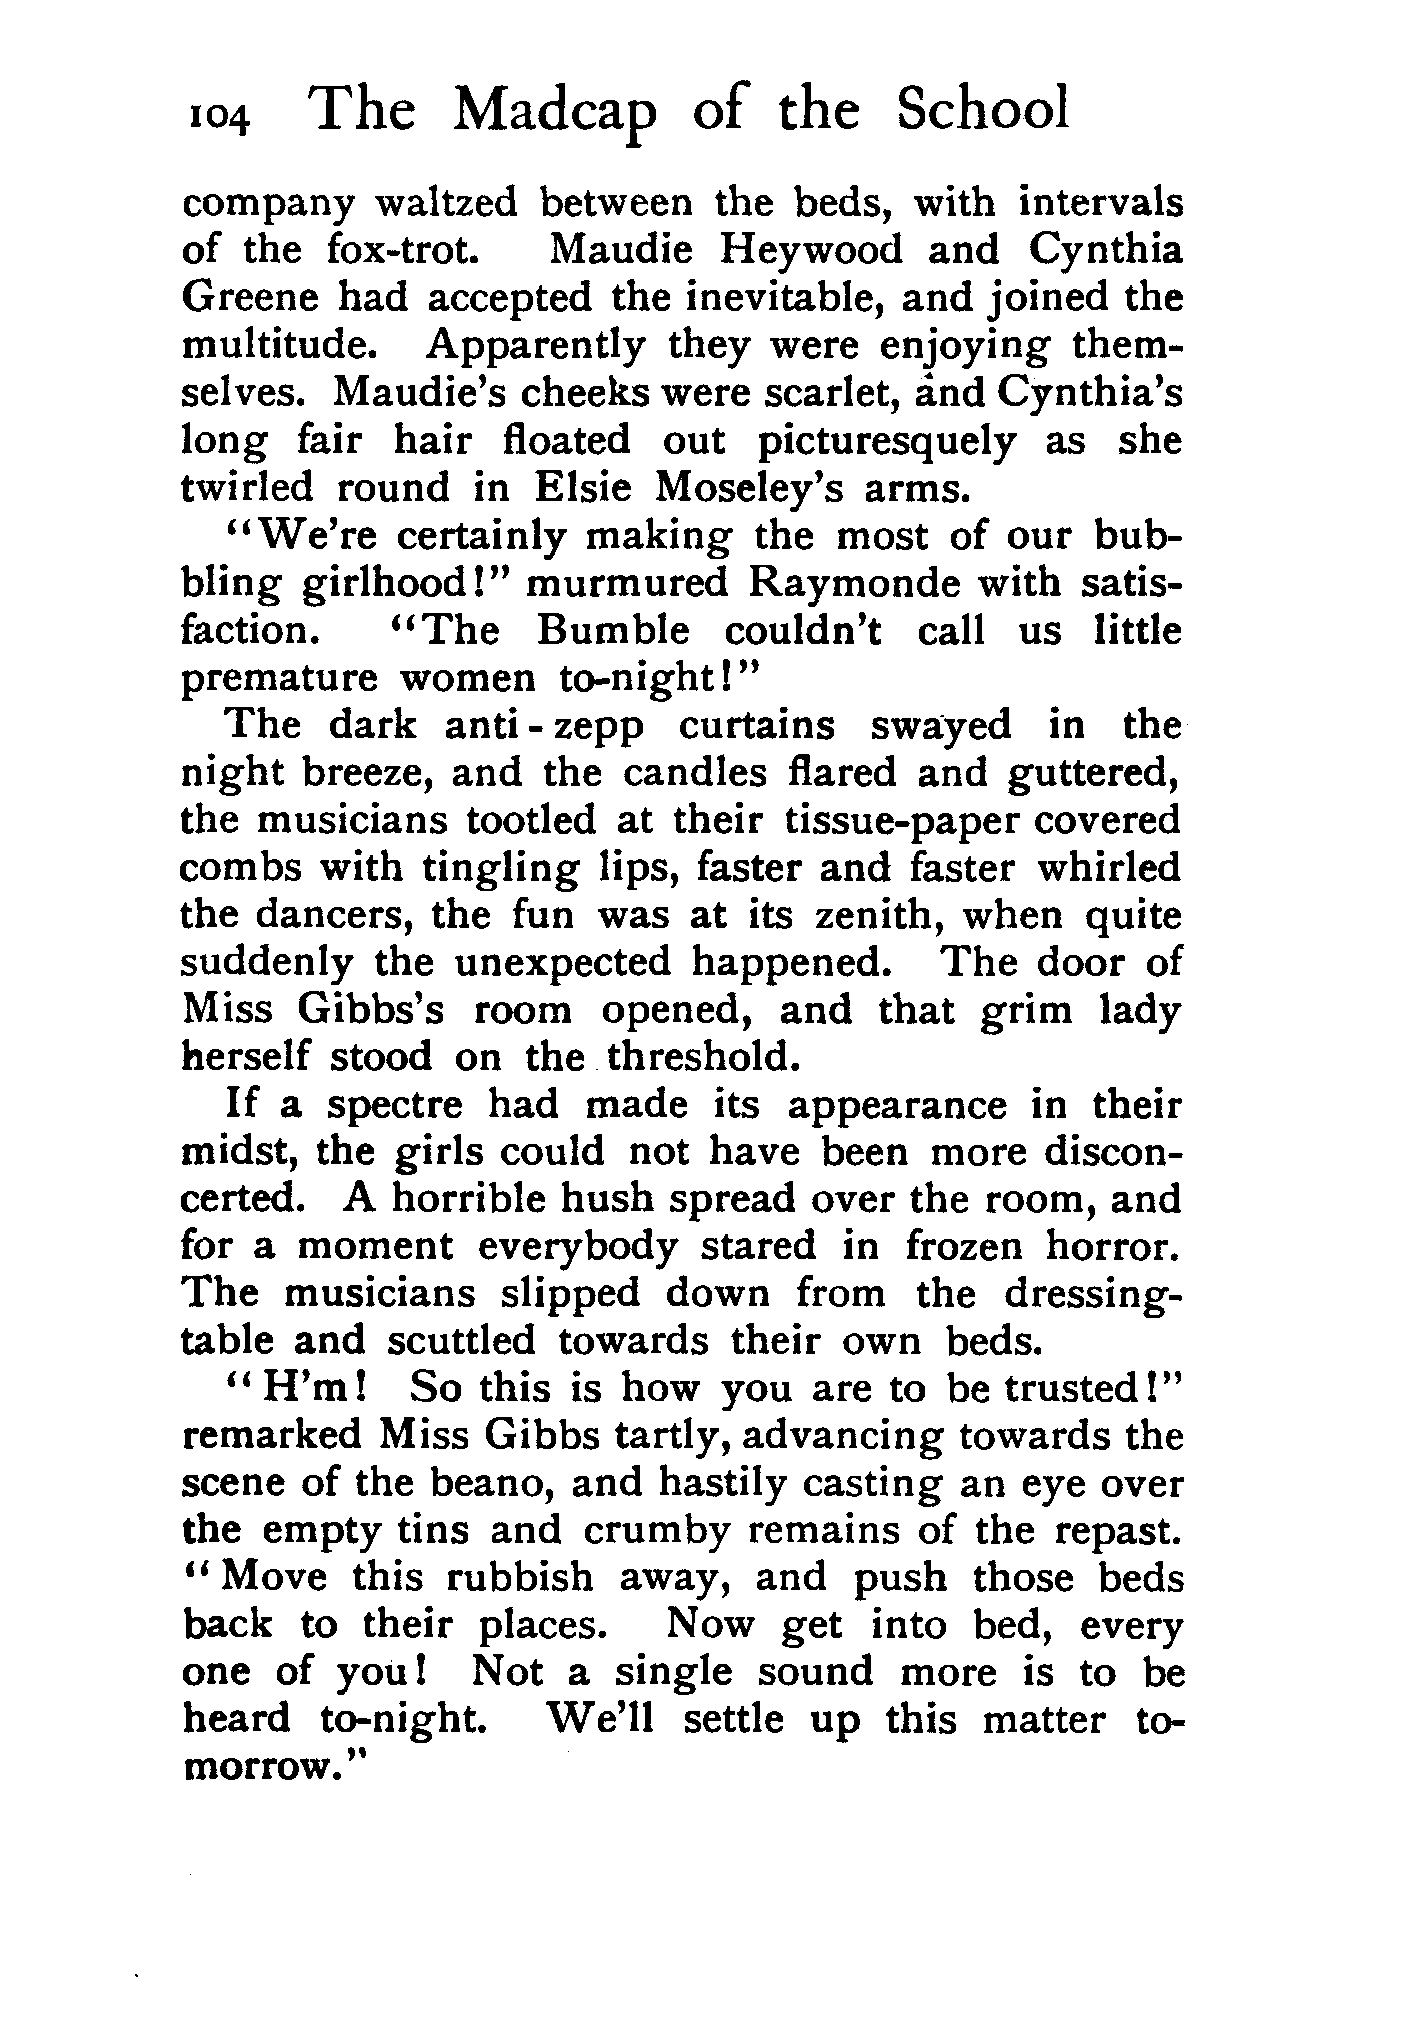 104 The Madcap of the School
company waltzed between the beds, with intervals
of the fox-trot. Maudie Heywood and Cynthia
Greene had accepted the inevitable, and joined the
multitude. Apparently they were enjoying them-
selves. Maudie's cheeks were scarlet, and Cynthia's
long fair hair floated out picturesquely as she
twirled round in Elsie Moseley's arms.
"We're certainly making the most of our bub-
bling girlhood!" murmured Raymonde with satis-
faction. "The Bumble couldn't call us little
premature women to-night!"
The dark anti-zepp curtains swayed in the
night breeze, and the candles flared and guttered,
the musicians tootled at their tissue-paper covered
combs with tingling lips, faster and faster whirled
the dancers, the fun was at its zenith, when quite
suddenly the unexpected happened. The door of
Miss Gibbs's room opened, and that grim lady
herself stood on the threshold.
If a spectre had made its appearance in their
midst, the girls could not have been more discon-
certed. A horrible hush spread over the room, and
for a moment everybody stared in frozen horror.
The musicians slipped down from the dressing-
table and scuttled towards their own beds.
"H'm! So this is how you are to be trusted!"
remarked Miss Gibbs tartly, advancing towards the
scene of the beano, and hastily casting an eye over
the empty tins and crumby remains of the repast.
"Move this rubbish away, and push those beds
back to their places. Now get into bed, every
one of you! Not a single sound more is to be
heard to-night. We'll settle up this matter to-
morrow."